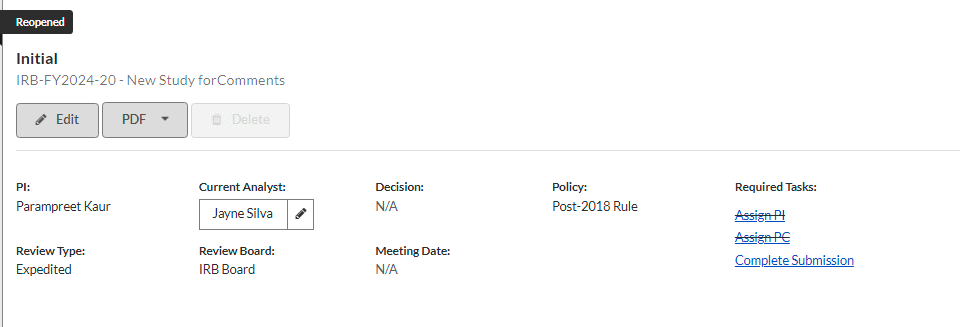 Reopened
Initial
IRB-FY2024-20 - New Study forComments
Edit
PDF
Delete
PI:
Parampreet Kaur
Current Analyst:
Jayne Silva
Decision:
N/A
Policy:
Post-2018 Rule
Required Tasks:
Assign PI
Assign PC
Complete Submission
Review Type:
Expedited
Review Board:
IRB Board
Meeting Date:
N/A